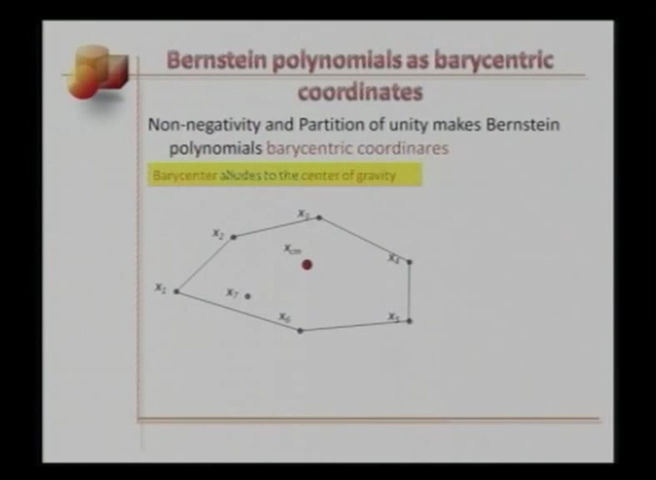 Bernstein polynomials as barycentric
coordinates
Non-negativity and Partition of unity makes Bernstein
polynomials barycentric coordinares
Barycenter alludes to the center of gravity
x3
x2
xcm
x4
x1
x7
x6
x5